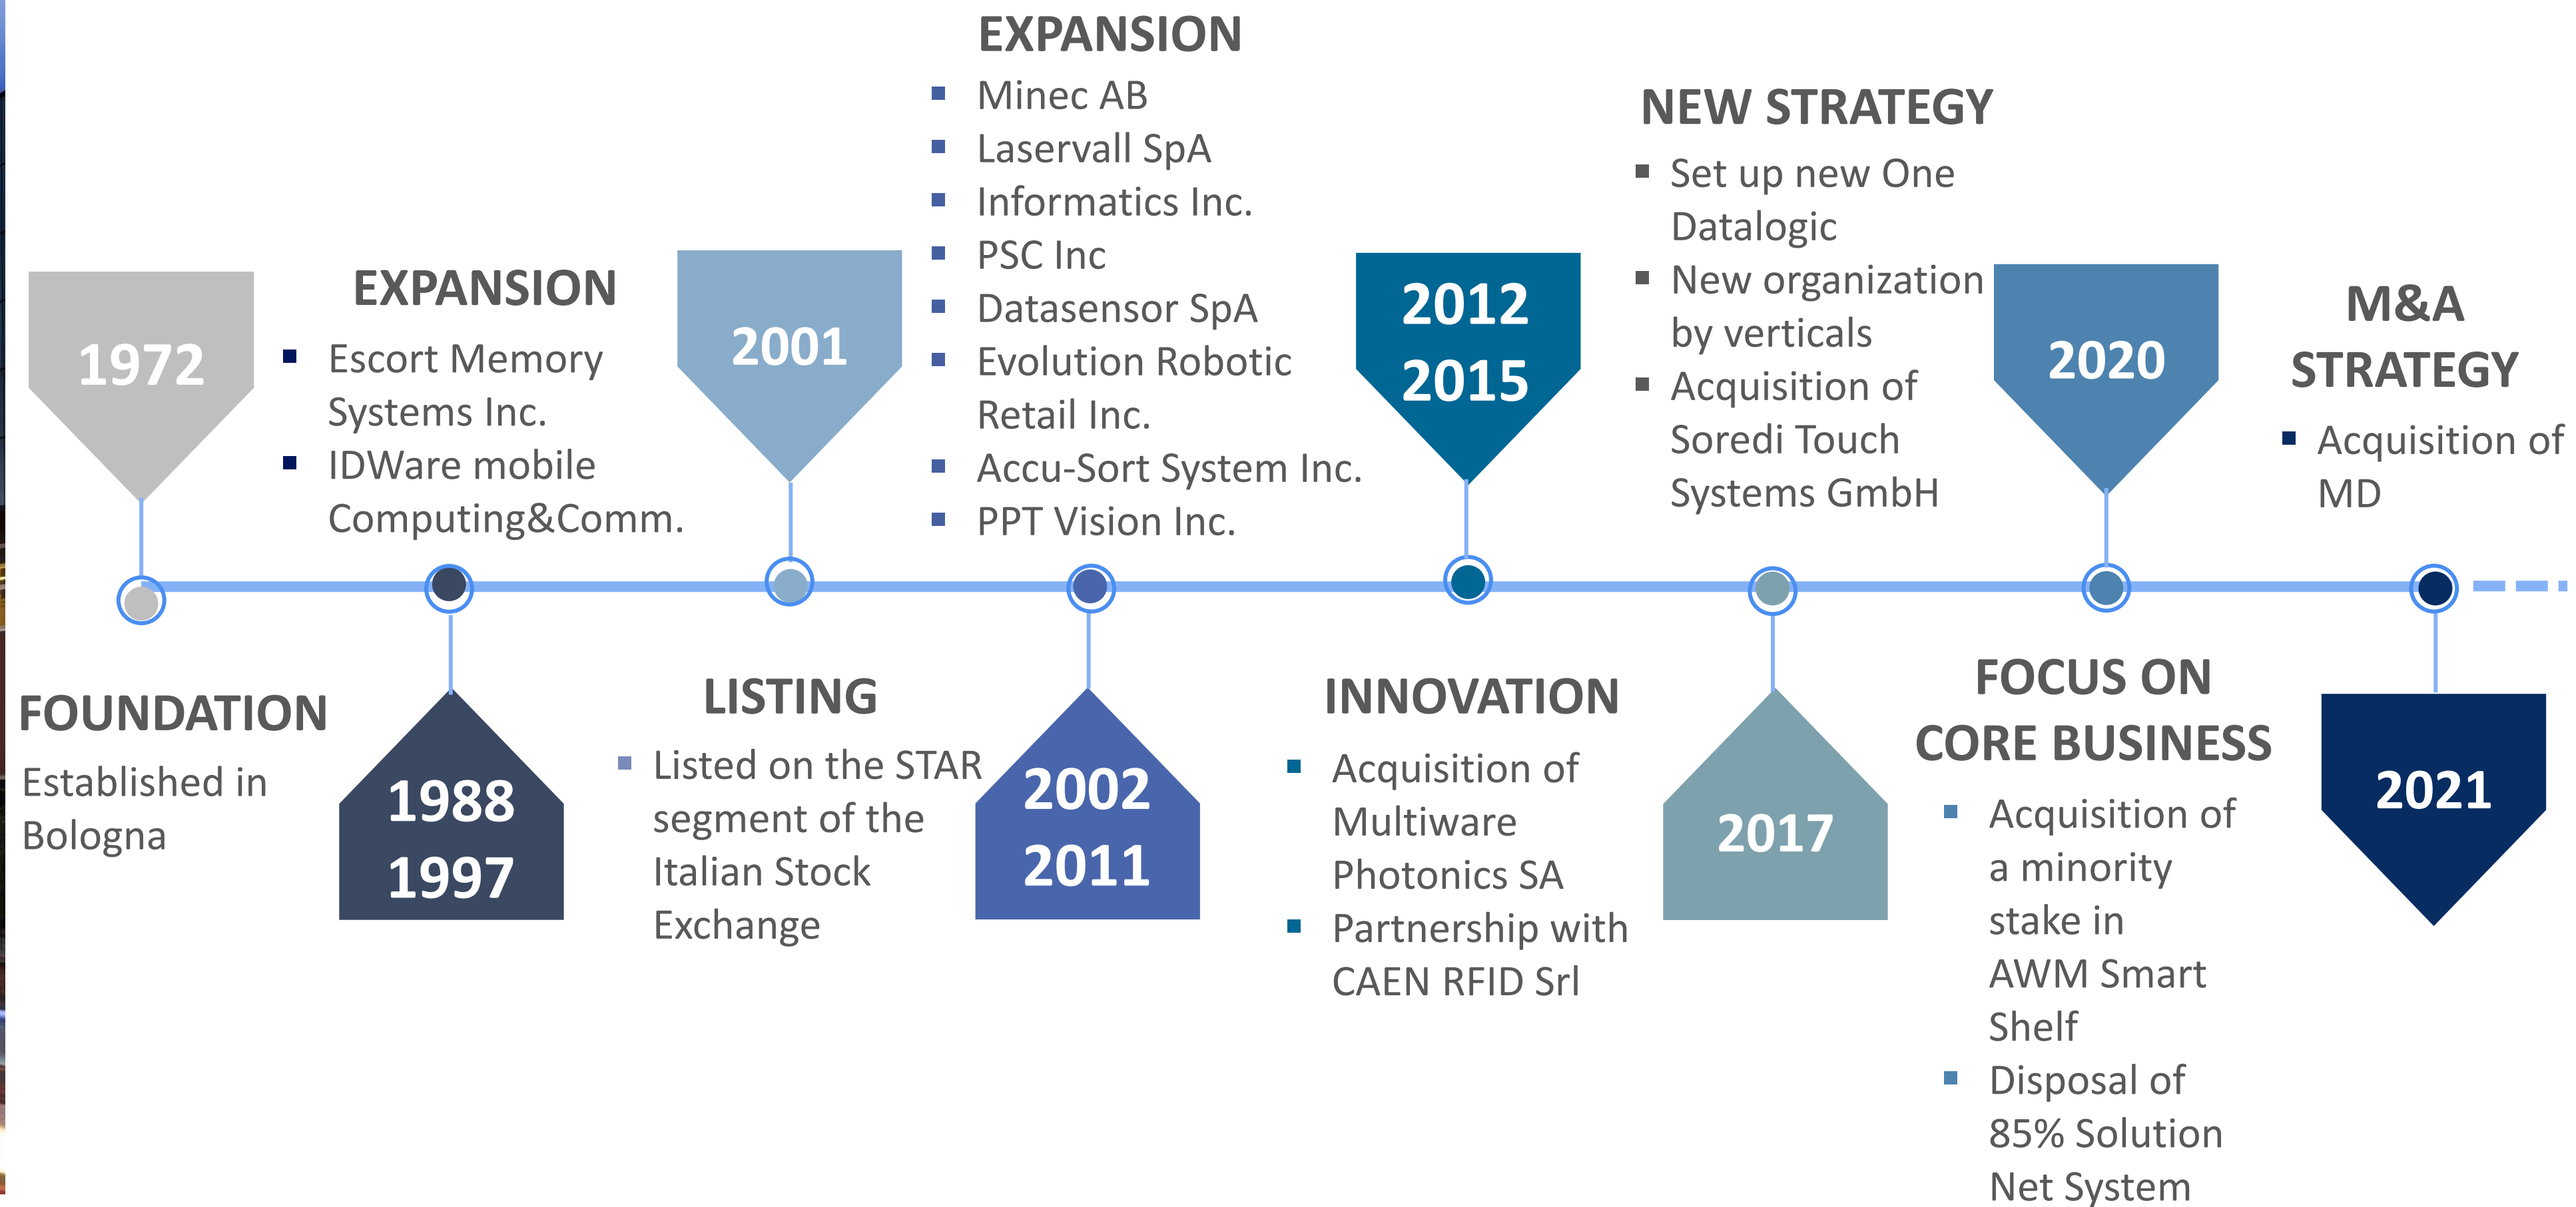 1972
FOUNDATION
Established in
Bologna
EXPANSION
Escort Memory
Systems Inc.
IDWare mobile
Computing&Comm.
1988
1997
2001
LISTING
Listed on the STAR
segment of the
Italian Stock
Exchange
EXPANSION
Minec AB
Laservall SpA
Informatics Inc.
PSC Inc
Datasensor SpA
Evolution Robotic
Retail Inc.
Accu-Sort System Inc.
PPT Vision Inc.
2002
2011
2012
2015
INNOVATION
Acquisition of
Multiware
Photonics SA
Partnership with
CAEN RFID Srl
NEW STRATEGY
Set up new One
Datalogic
New organization
by verticals
Acquisition of
Soredi Touch
Systems GmbH
2017
2020
FOCUS ON
CORE BUSINESS
Acquisition of
a minority
stake in
AWM Smart
Shelf
Disposal of
85% Solution
Net System
M&A
STRATEGY
Acquisition of
MD
2021